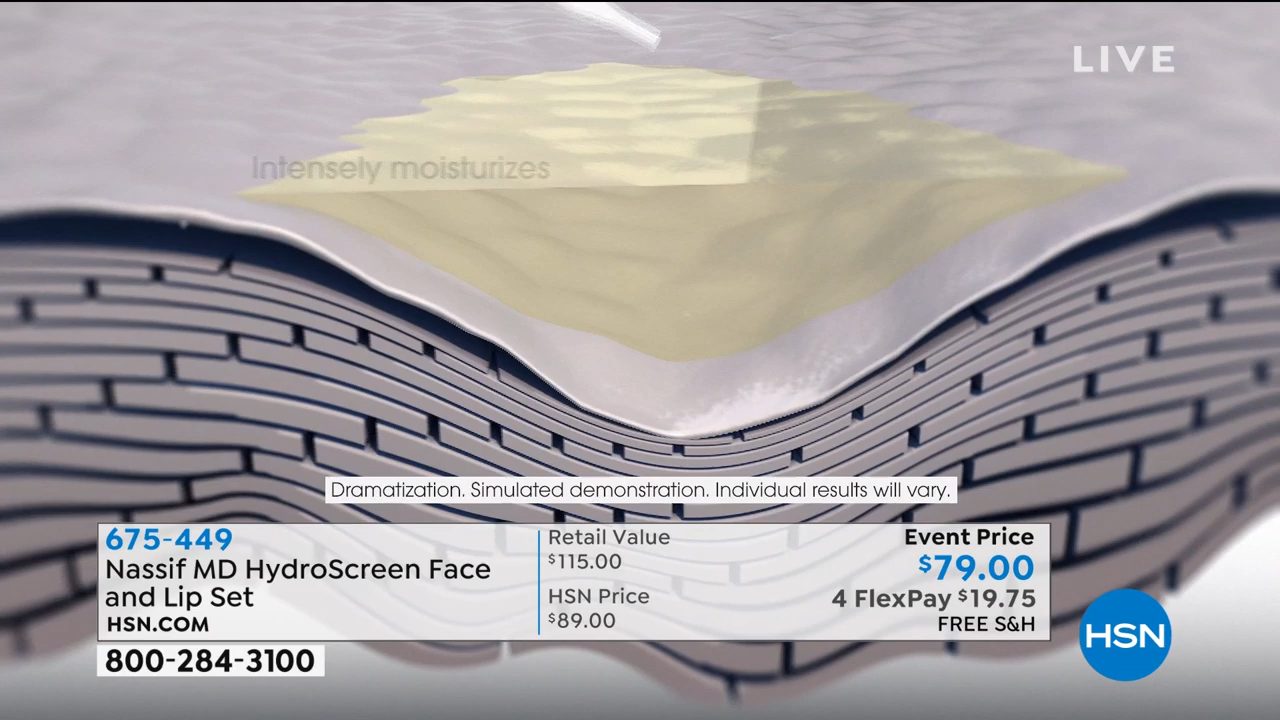 LIVE
Intensely moisturizes
Dramatization. Simulated demonstration. Individual results will vary.
675-449
Nassif MD HydroScreen Face
and Lip Set
HSN.COM
Retail Value
$115.00
HSN Price
$89.00
Event Price
$79.00
4 FlexPay $19.75
FREE S&H
800-284-3100
HSN